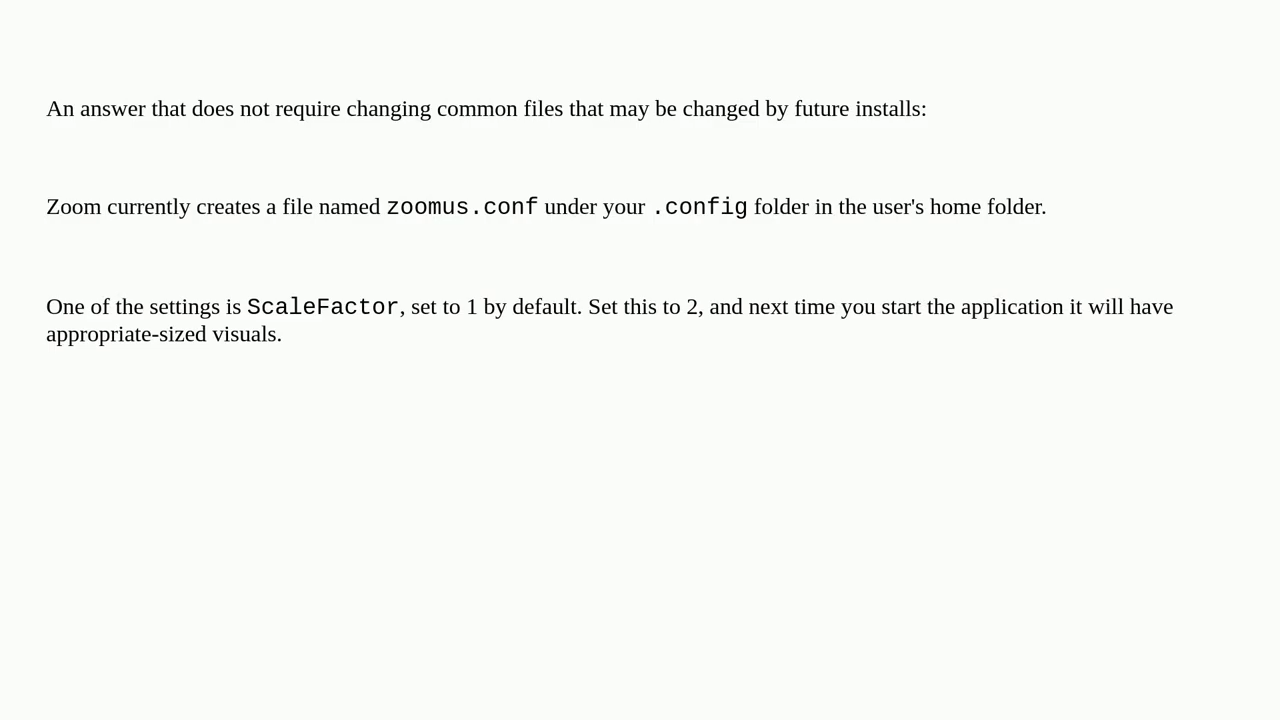 An answer that does not require changing common files that may be changed by future installs:
Zoom currently creates a file named zoomus.conf under your .config folder in the user's home folder.
One of the settings is ScaleFactor, set to 1 by default. Set this to 2, and next time you start the application it will have
appropriate-sized visuals.